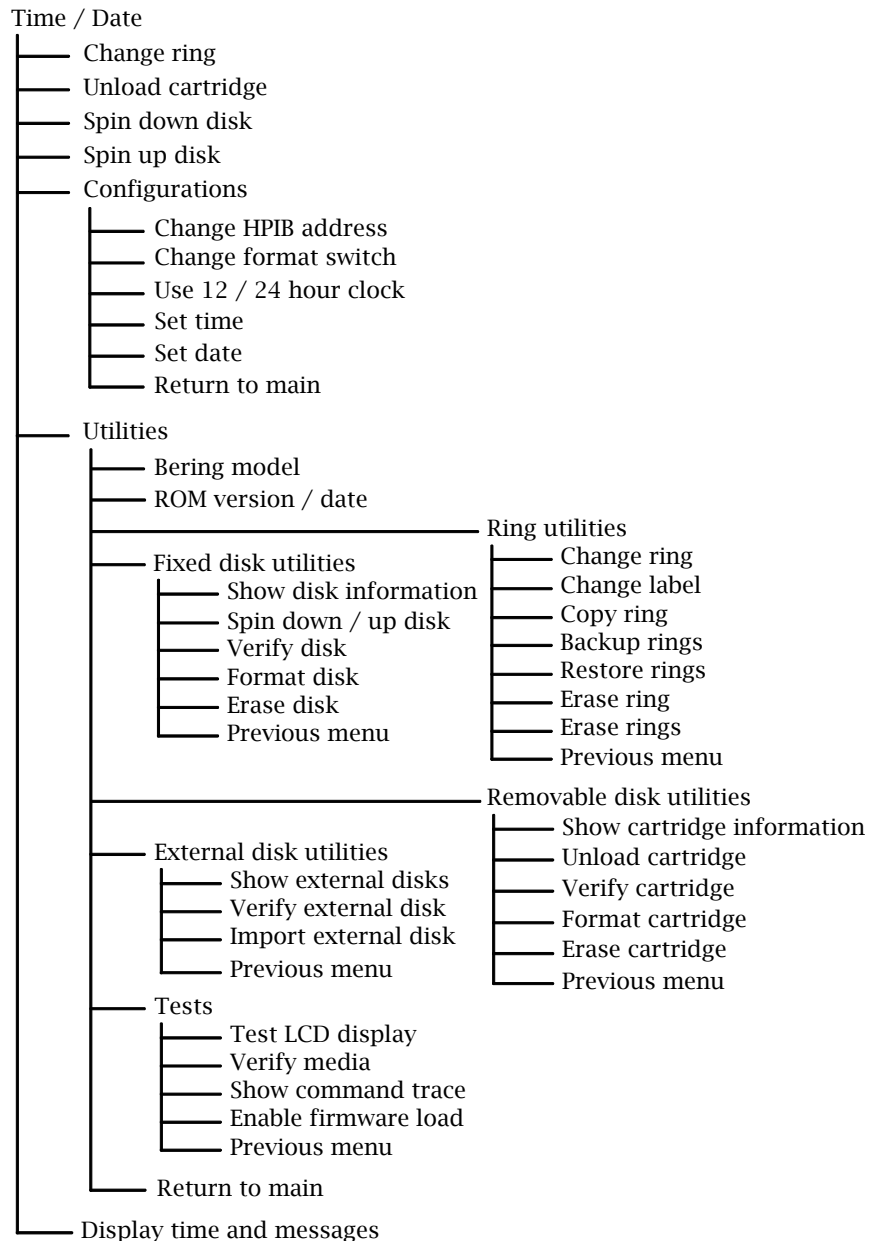 Time / Date
Change ring
Unload cartridge
Spin down disk
Spin up disk
Configurations
Change HPIB address
Change format switch
Use 12 / 24 hour clock
Set time
Set date
Return to main
Utilities
Bering model
ROM version / date
Ring utilities
Change ring
Change label
Copy ring
Backup rings
Restore rings
Erase ring
Erase rings
Previous menu
Fixed disk utilities
Show disk information
Spin down / up disk
Verify disk
Format disk
Erase disk
Previous menu
Removable disk utilities
Show cartridge information
Unload cartridge
Verify cartridge
Format cartridge
Erase cartridge
Previous menu
External disk utilities
Show external disks
Verify external disk
Import external disk
Previous menu
Tests
Test LCD display
Verify media
Show command trace
Enable firmware load
Previous menu
Return to main
Display time and messages